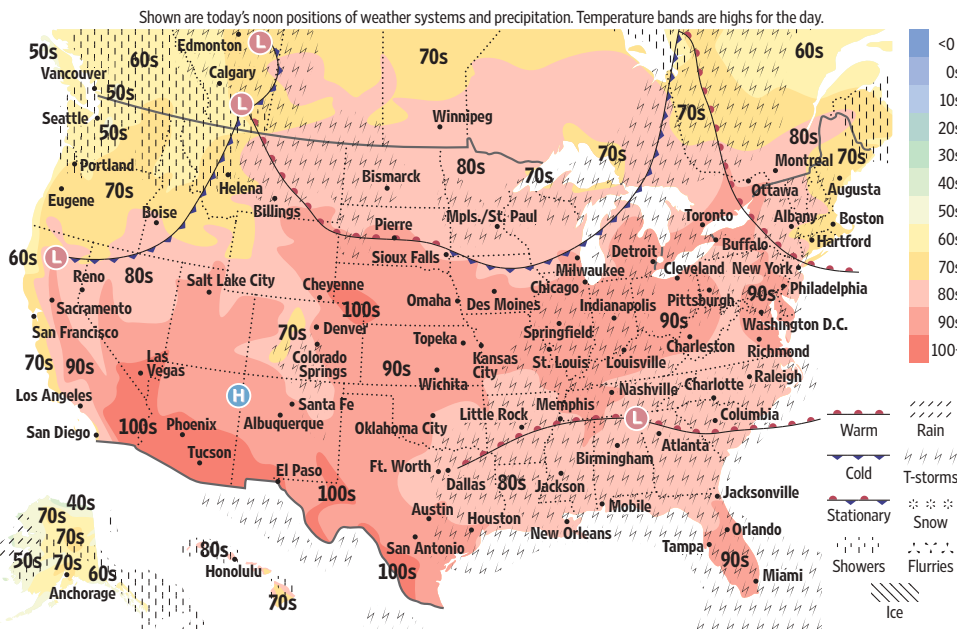 Shown are today's noon positions of weather systems and precipitation. Temperature bands are highs for the day.
50s
60s
Edmonton
L
70s
60s
<0
Vancouver
Calgary
0s
50s
L
10s
Seattle
50s
Winnipeg
70s
20s
80s
30s
Portland
Montreal
70s
70s
Helena
Bismarck
80s
70s
40s
Eugene
70s
Ottawa
Augusta
50s
Boise
Billings
Pierre
Mpls./St. Paul
Toronto
Albany
Boston
60s
60s
L
Sioux Falls
Detroit
Buffalo
Hartford
70s
Reno
80s
Salt Lake City
Cheyenne
Milwaukee
Cleveland
New York
80s
Sacramento
100s
Omaha
Des Moines
Chicago
Indianapolis
Pittsburgh
90s
Philadelphia
90s
San Francisco
70s
Denver
Topeka
Springfield
90s
Washington D.C.
100+
70s
90s
Las
Vegas
Colorado
Springs
90s
Kansas
City
St. Louis
Louisville
Charleston
Richmond
Wichita
Los Angeles
H
Santa Fe
Nashville
Charlotte
Raleigh
San Diego
100s
Phoenix
Albuquerque
Oklahoma City
Little Rock
Memphis
L
Columbia
Warm
Rain
Tucson
Atlanta
Birmingham
El Paso
Ft. Worth
Dallas
80s
Jackson
Cold
T-storms
100s
Austin
Houston
New Orleans
Mobile
Jacksonville
Stationary
Snow
40s
70s
70s
San Antonio
Tampa
Orlando
50s
70s
60s
80s
Honolulu
100s
90s
Miami
Showers
Flurries
Anchorage
70s
Ice